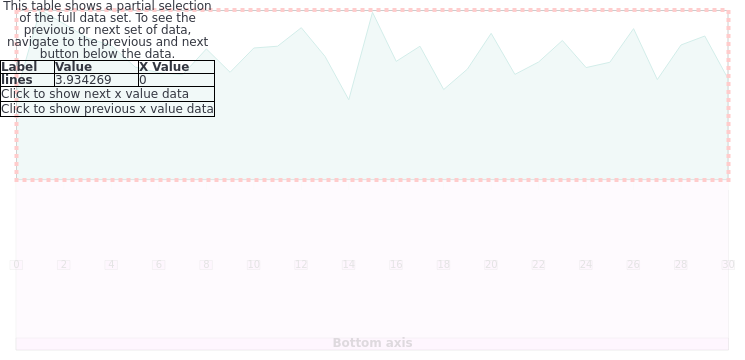 This table shows a partial selection
of the full data set. To see the
previous or next set of data,
navigate to the previous and next
button below the data.
Label Value X Value
lines 3.934269 0
Click to show next x value data
Click to show previous x value data
0 2 4 6 8 10 12 14 16 18 20 22 24 26 28 30
Bottom axis